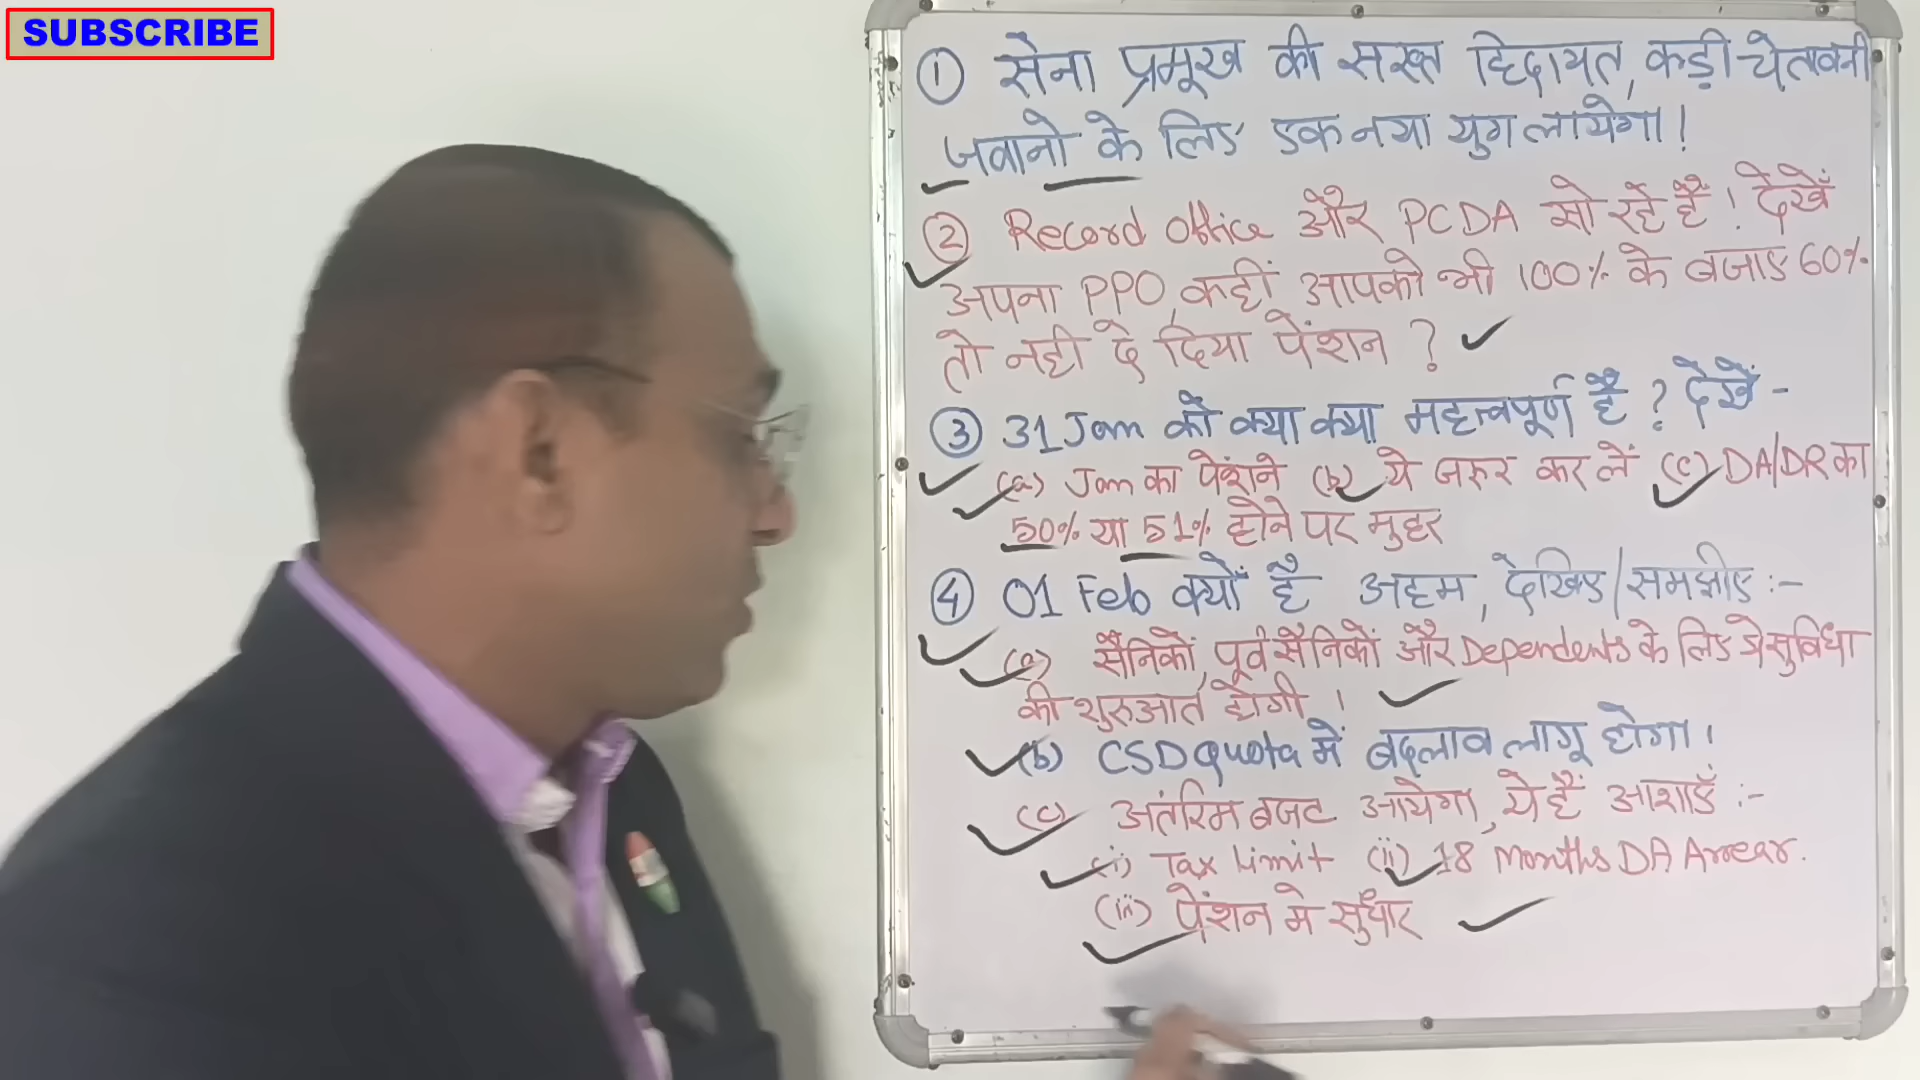 SUBSCRIBE
① सेना प्रमुख की सख्त हिदायत, कड़ी चेतावनी
जवानो के लिए एक नया युग लायेगा!
② Record office और PCDA सो रहे हैं! देखें
अपना PPO, कहीं आपको भी 100% के बजाए 60%
तो नही दे दिया पेंशन ?
③ 31 Jan को क्या क्या महत्वपूर्ण है ? देखें -
(a) Jan का पेंशन (b) ये जरुर कर लें (c) DA/DR का
50% या 51% होने पर मुहर
④ 01 Feb क्यों है अहम, देखिए/समझीए :-
(a) सैनिकों, पूर्व सैनिकों और Dependents के लिए ये सुविधा
की शुरुआत होगी !
(b) CSD Quota में बदलाव लागू होगा।
(c) अंतरिम बजट आयेगा, ये हैं आशाएँ :-
(i) Tax limit (ii) 18 Months DA Arrear.
(iii) पेंशन मे सुधार